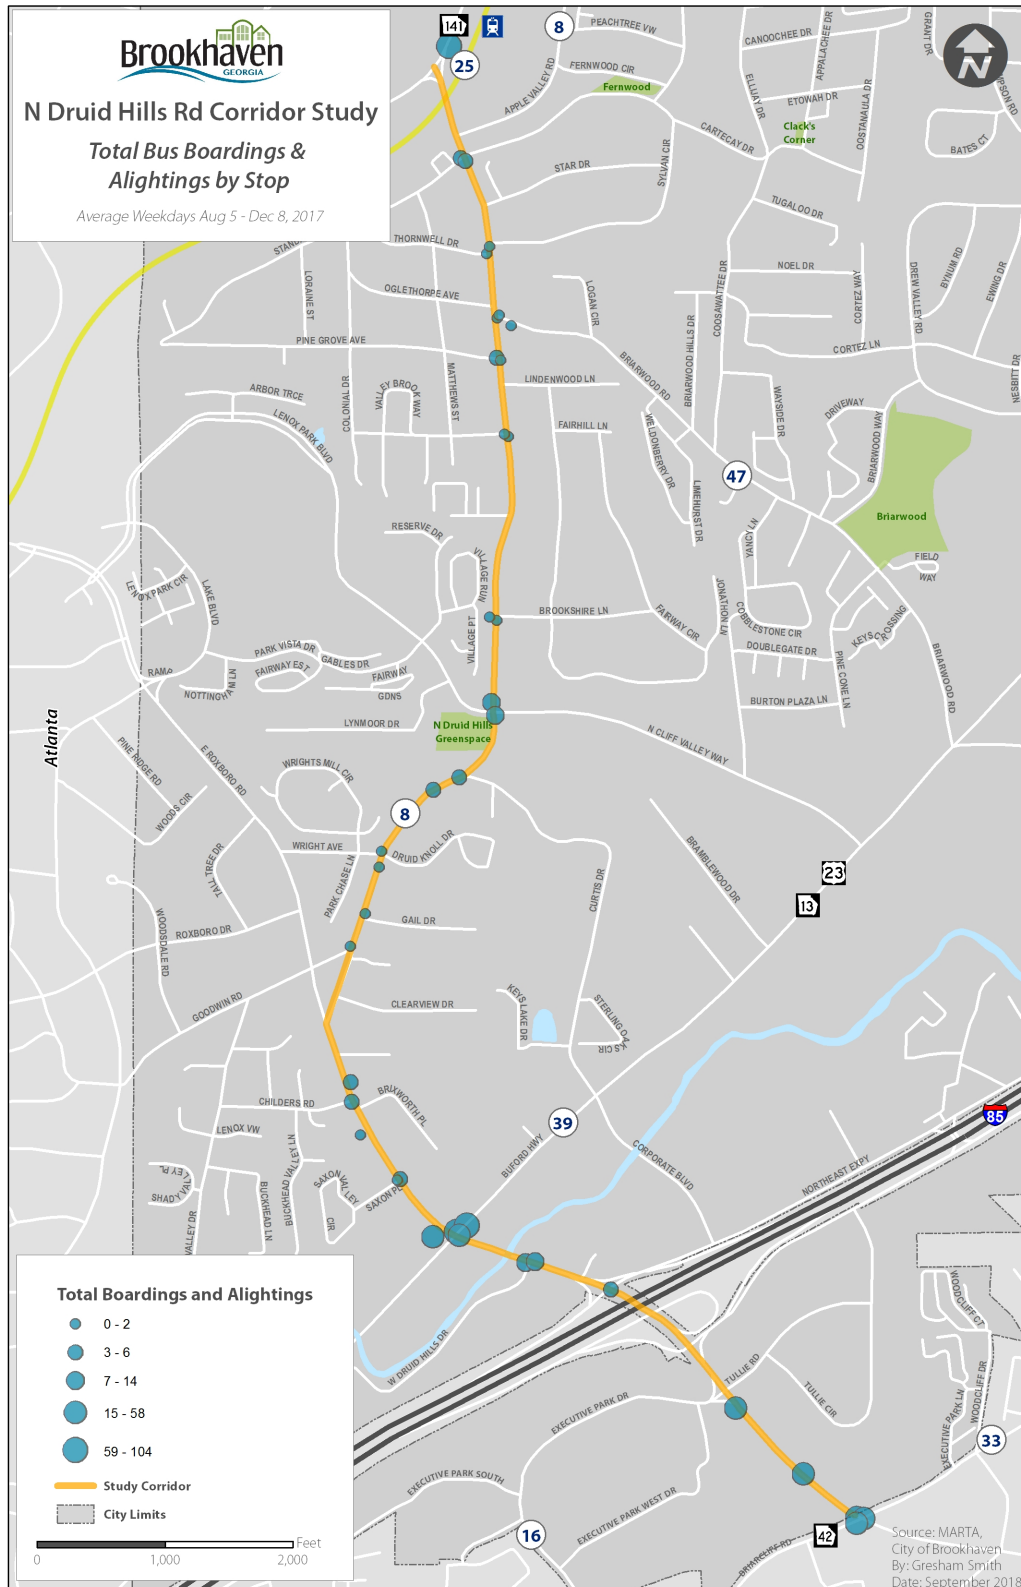 Brookhaven
GEORGIA
N Druid Hills Rd Corridor Study
Total Bus Boardings &
Alightings by Stop
Average Weekdays Aug 5 - Dec 8, 2017
141
25
8
PEACHTREE VW
CANOOCHEE DR
APPALACHEE DR
GRANT DR
N
FERNWOOD CIR
Fernwood
APPLE VALLEY RD
ELLIJAY DR
ETOWAH DR
OOSTANAULA DR
Clack's
Corner
CARTECAY DR
BATES CT
STAR DR
SYLVAN CIR
TUGALOO DR
THORNWELL DR
NOEL DR
BYNUM RD
EWING DR
LORAINE ST
OGLETHORPE AVE
LOGAN CIR
COOSAWATTEE DR
CORTEZ WAY
DREW VALLEY RD
PINE GROVE AVE
BRIARWOOD HILLS DR
CORTEZ LN
NESBITT DR
MATTHEWS ST
BRIARWOOD RD
LINDENWOOD LN
ARBOR TRCE
COLONIAL DR
VALLEY BROOK WAY
WAYSIDE DR
DRIVEWAY
LENOX PARK BLVD
FAIRHILL LN
WELDONBERRY DR
BRIARWOOD WAY
47
LIMEHURST DR
Briarwood
RESERVE DR
YANCY LN
VILLAGE RUN
FIELD
WAY
LENOX PARK CIR
LAKE BLVD
BROOKSHIRE LN
FAIRWAY CIR
JONATHON LN
COBBLESTONE CIR
KEYS CROSSING
VILLAGE PT
PARK VISTA DR
DOUBLEGATE DR
FAIRWAY EST
GABLES DR
FAIRWAY
GDNS
RAMP
NOTTINGHAM LN
PINE CONE LN
BRIARWOOD RD
BURTON PLAZA LN
Atlanta
LYNMOOR DR
N Druid Hills
Greenspace
N CLIFF VALLEY WAY
PINE RIDGE RD
E ROXBORO RD
WRIGHTS MILL CIR
WOODS CIR
8
WRIGHT AVE
DRUID KNOLL DR
BRAMBLEWOOD DR
TALL TREE DR
PARK CHASE LN
CURTIS DR
23
13
WOODSDALE RD
ROXBORO DR
GAIL DR
GOODWIN RD
CLEARVIEW DR
KEYS LAKE DR
CHILDERS RD
BRIXWORTH PL
85
39
LENOX VW
BUFORD HWY
CORPORATE BLVD
NORTHEAST EXPY
BUCKHEAD VALLEY LN
SAXON VALLEY
CIR
SAXON PL
BUCKHEAD LN
VALLEY DR
WOODCLIFF CT
W DRUID HILLS DR
TULLIE RD
TULLIE CIR
WOODCLIFF DR
EXECUTIVE PARK DR
EXECUTIVE PARK LN
33
EXECUTIVE PARK SOUTH
EXECUTIVE PARK WEST DR
16
42
BRIARCLIFF RD
Total Boardings and Alightings
0 - 2
3 - 6
7 - 14
15 - 58
59 - 104
Study Corridor
City Limits
Feet
0
1,000
2,000
Source: MARTA,
City of Brookhaven
By: Gresham Smith
Date: September 2018